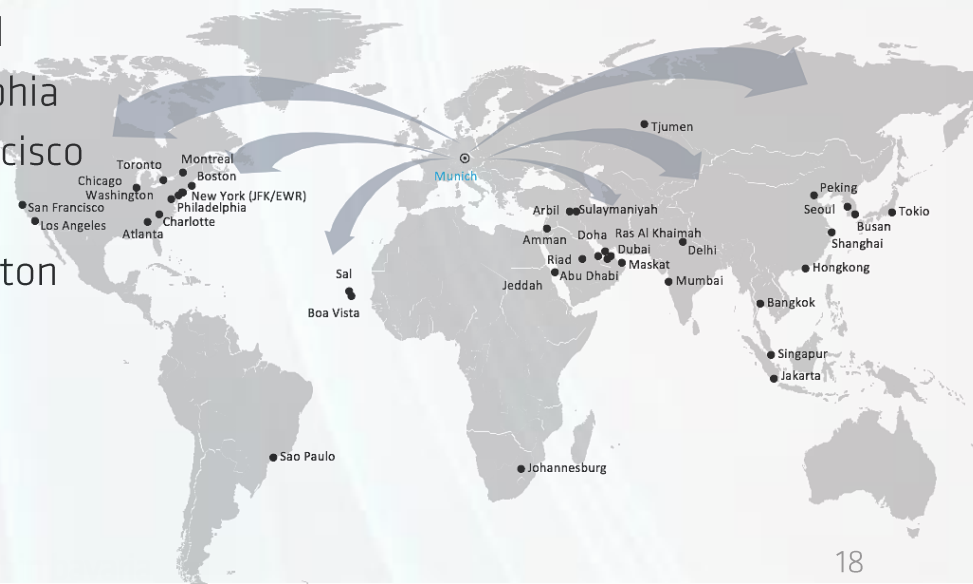 phia
cisco
ton
Munich
Tjumen
Toronto
Montreal
Chicago
Boston
Washington
New York (JFK/EWR)
Philadelphia
San Francisco
Charlotte
Los Angeles
Atlanta
Sal
Boa Vista
Sao Paulo
Arbil
Sulaymaniyah
Amman
Doha
Ras Al Khaimah
Dubai
Delhi
Riad
Maskat
Abu Dhabi
Jeddah
Mumbai
Peking
Seoul
Tokio
Busan
Shanghai
Hongkong
Bangkok
Singapur
Jakarta
Johannesburg
18